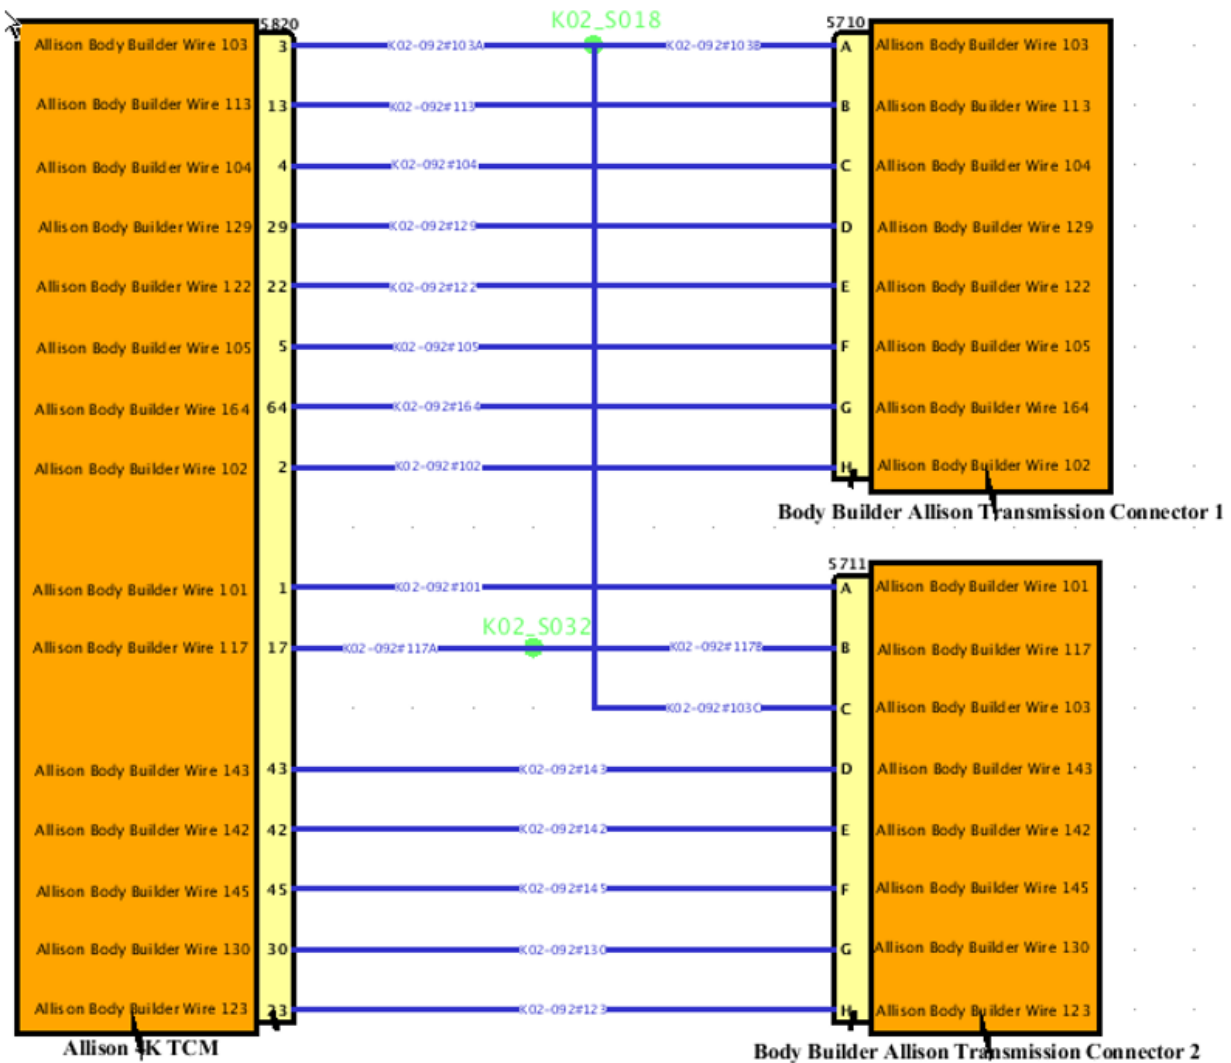 K02_S018
5820 5710
Allison Body Builder Wire 103 3 K02-092#103A K02-092#103B A Allison Body Builder Wire 103
Allison Body Builder Wire 113 13 K02-092#113 B Allison Body Builder Wire 113
Allison Body Builder Wire 104 4 K02-092#104 C Allison Body Builder Wire 104
Allison Body Builder Wire 129 29 K02-092#129 D Allison Body Builder Wire 129
Allison Body Builder Wire 122 22 K02-092#122 E Allison Body Builder Wire 122
Allison Body Builder Wire 105 5 K02-092#105 F Allison Body Builder Wire 105
Allison Body Builder Wire 164 64 K02-092#164 G Allison Body Builder Wire 164
Allison Body Builder Wire 102 2 K02-092#102 H Allison Body Builder Wire 102
Body Builder Allison Transmission Connector 1
5711
Allison Body Builder Wire 101 1 K02-092#101 A Allison Body Builder Wire 101
K02_S032
Allison Body Builder Wire 117 17 K02-092#117A K02-092#117B B Allison Body Builder Wire 117
K02-092#103C C Allison Body Builder Wire 103
Allison Body Builder Wire 143 43 K02-092#143 D Allison Body Builder Wire 143
Allison Body Builder Wire 142 42 K02-092#142 E Allison Body Builder Wire 142
Allison Body Builder Wire 145 45 K02-092#145 F Allison Body Builder Wire 145
Allison Body Builder Wire 130 30 K02-092#130 G Allison Body Builder Wire 130
Allison Body Builder Wire 123 23 K02-092#123 H Allison Body Builder Wire 123
Allison 4K TCM
Body Builder Allison Transmission Connector 2